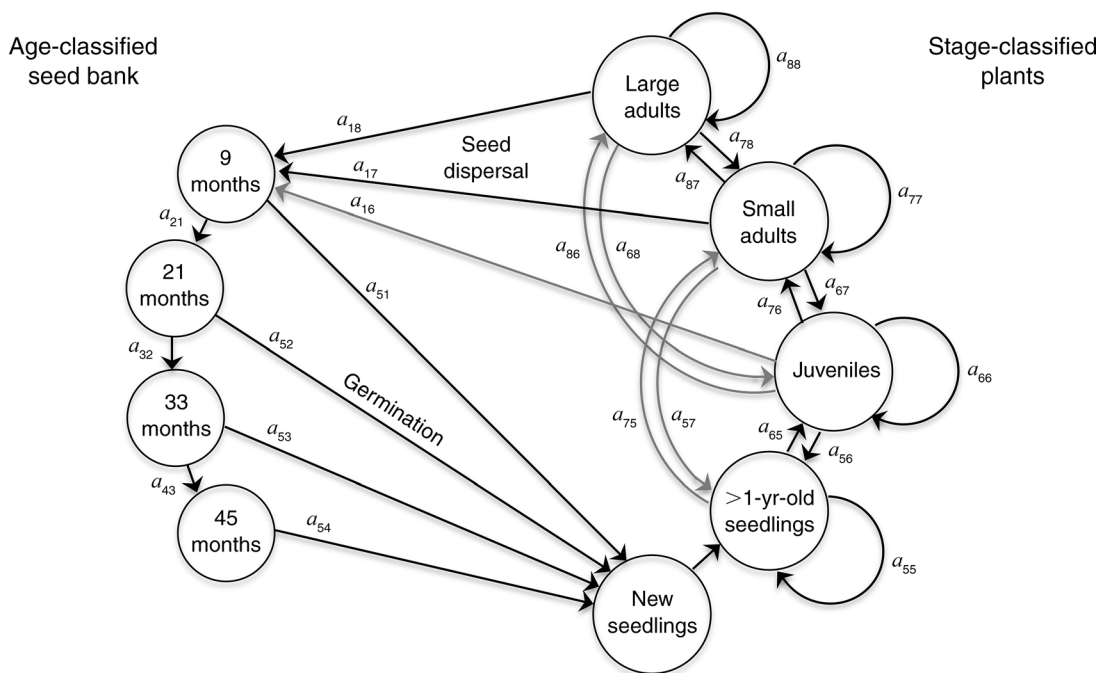 Age-classified
seed bank
Stage-classified
plants
Large
adults
a88
a18
a78
Seed
dispersal
9
months
a17
a87
a77
a16
Small
adults
a21
a86
a68
21
months
a51
a67
a76
a32
a52
Juveniles
a66
33
months
Germination
a53
a75
a57
a65
a56
a43
45
months
a54
>1-yr-old
seedlings
a55
New
seedlings